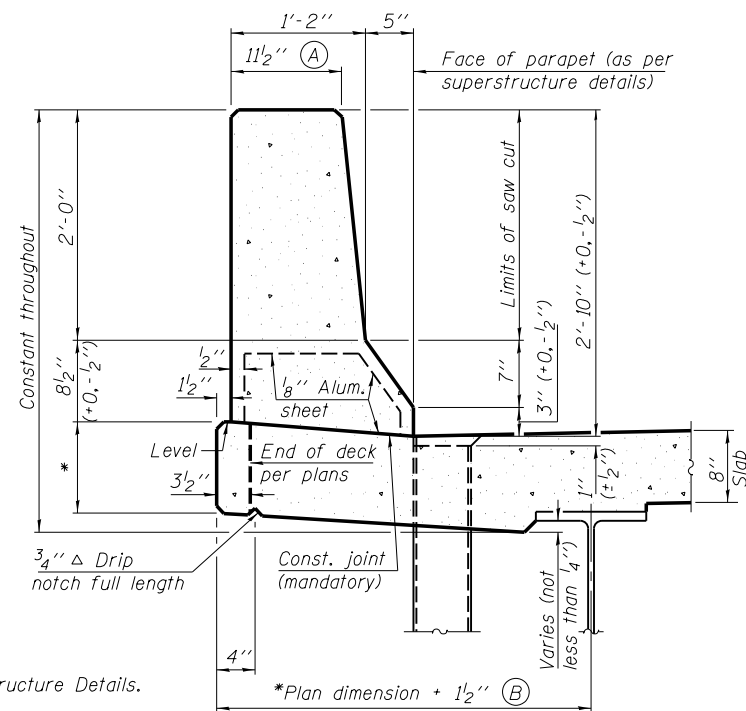 1'-2"
5"
11½" (A)
Face of parapet (as per
superstructure details)
Constant throughout
2'-0"
8½"
(+0,-½")
*
½"
1½"
⅛" Alum.
sheet
Limits of saw cut
7"
3" (+0,-½")
2'-10" (+0,-½")
Level
End of deck
per plans
3½"
1"
(±½")
8"
Slab
¾" △ Drip
notch full length
Const. joint
(mandatory)
Varies (not
less than ¼")
4"
ructure Details.
*Plan dimension + 1½" (B)